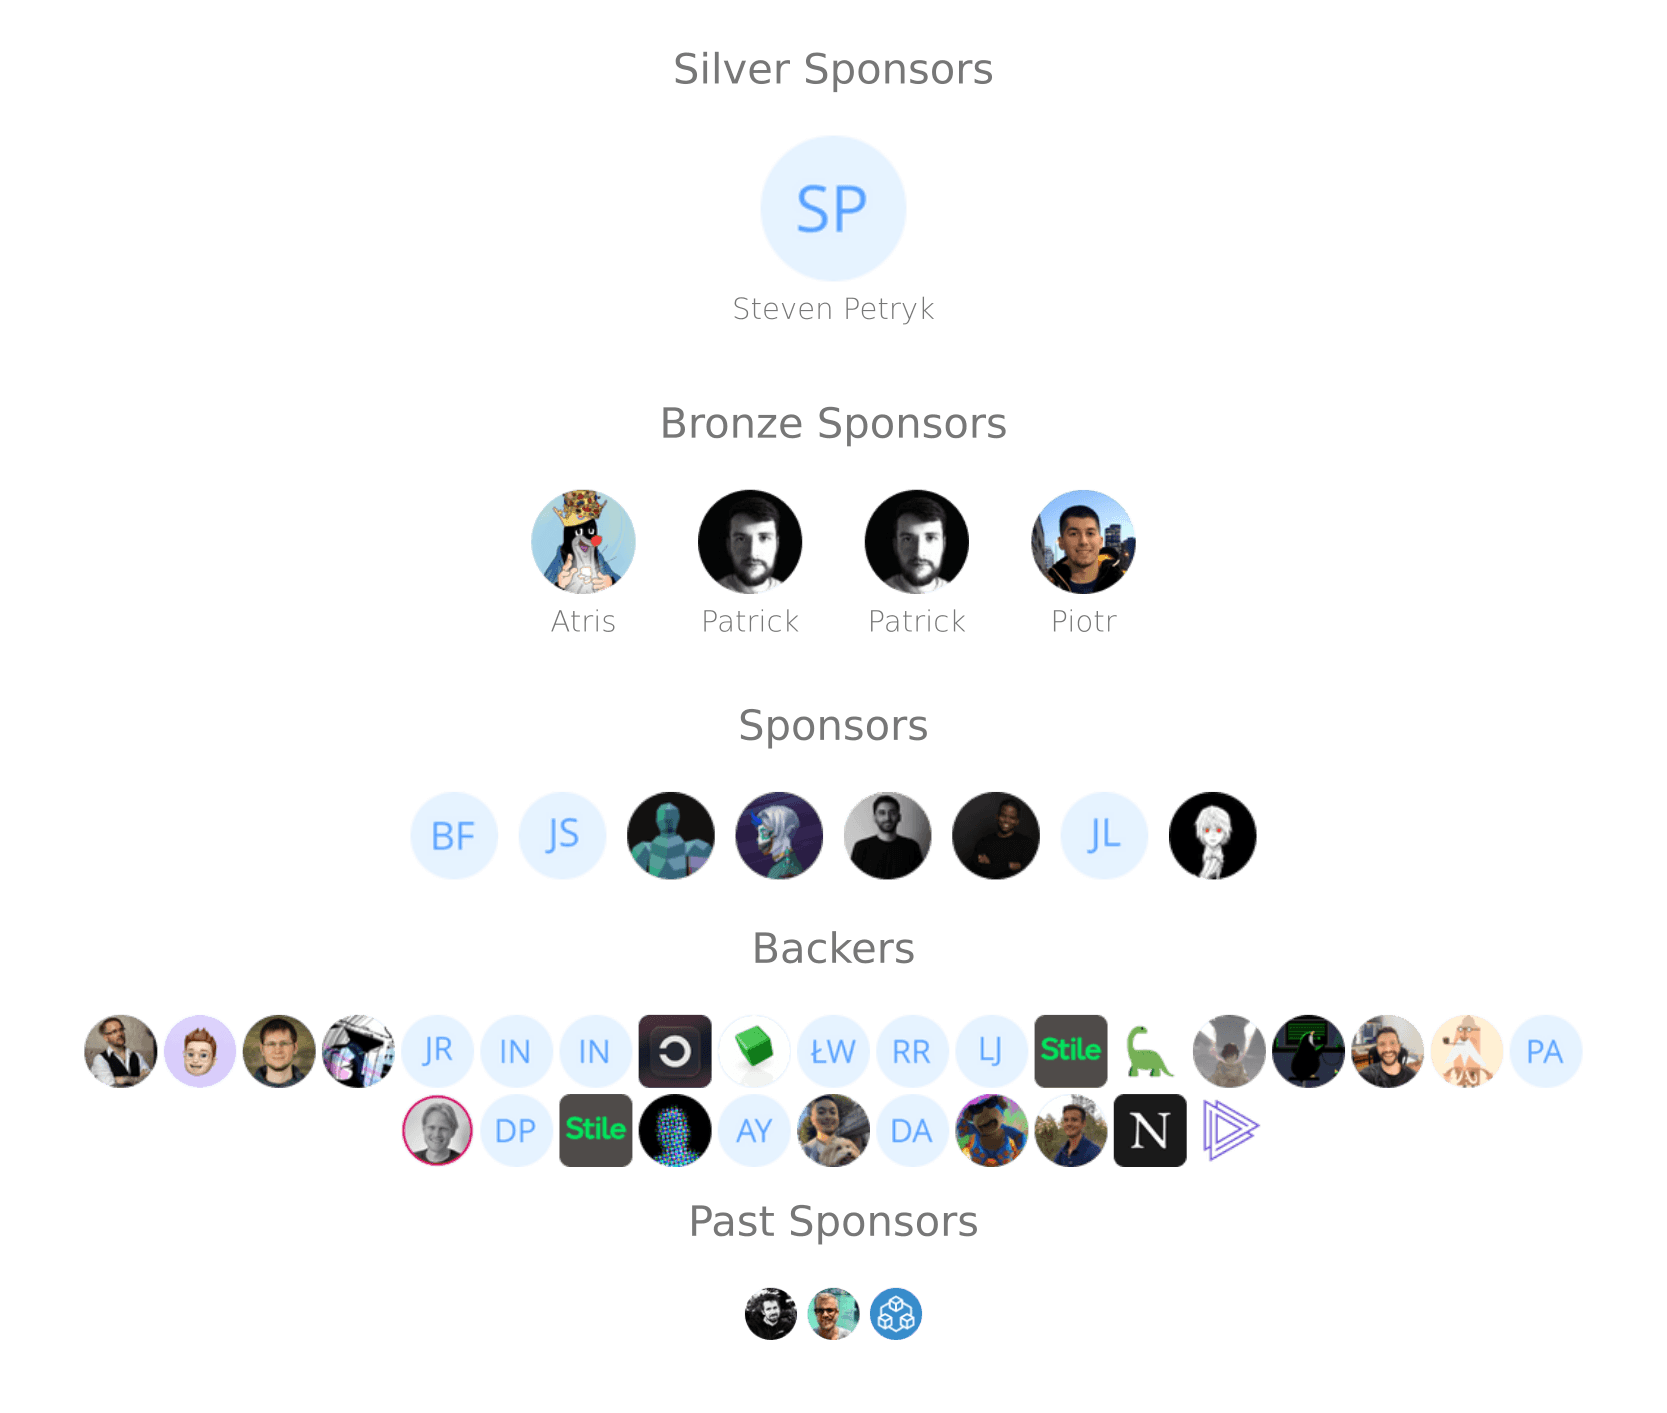 Silver Sponsors
SP
Steven Petryk
Bronze Sponsors
Atris Patrick Patrick Piotr
Sponsors
BF JS JL
Backers
JR IN IN ŁW RR LJ Stile PA
DP Stile AY DA N
Past Sponsors